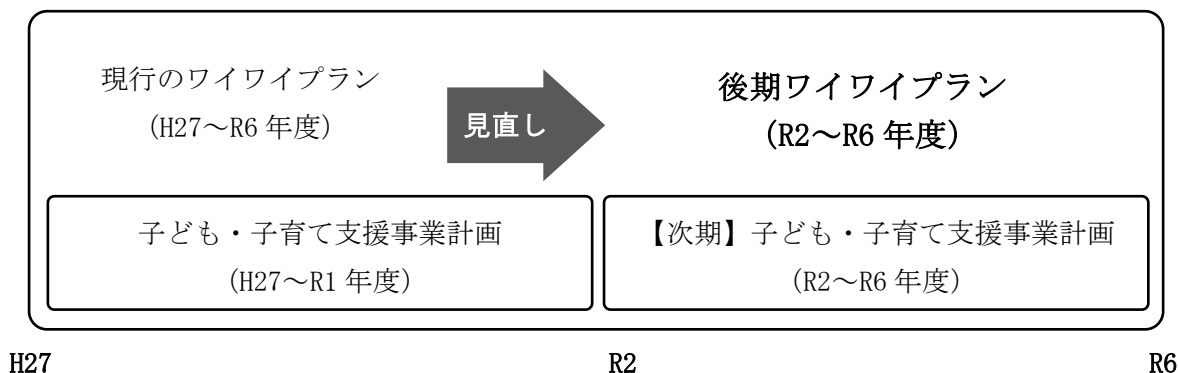 現行のワイワイプラン
(H27～R6 年度)
見直し
後期ワイワイプラン
(R2～R6 年度)
子ども・子育て支援事業計画
(H27～R1 年度)
【次期】子ども・子育て支援事業計画
(R2～R6 年度)
H27
R2
R6